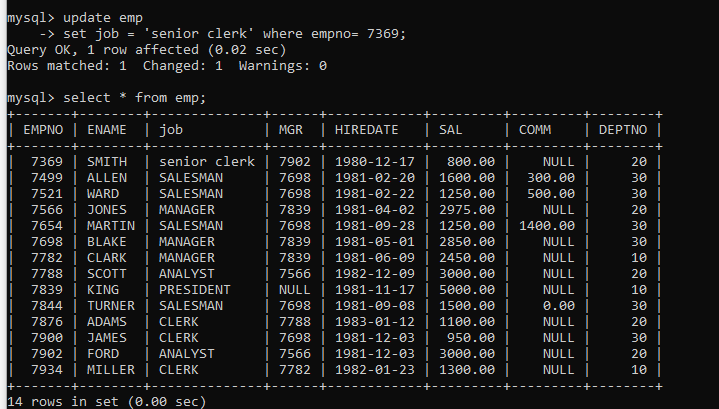 mysql> update emp
    -> set job = 'senior clerk' where empno= 7369;
Query OK, 1 row affected (0.02 sec)
Rows matched: 1  Changed: 1  Warnings: 0

mysql> select * from emp;
+-------+--------+--------------+------+------------+---------+---------+--------+
| EMPNO | ENAME  | job          | MGR  | HIREDATE   | SAL     | COMM    | DEPTNO |
+-------+--------+--------------+------+------------+---------+---------+--------+
|  7369 | SMITH  | senior clerk | 7902 | 1980-12-17 |  800.00 |    NULL |     20 |
|  7499 | ALLEN  | SALESMAN     | 7698 | 1981-02-20 | 1600.00 |  300.00 |     30 |
|  7521 | WARD   | SALESMAN     | 7698 | 1981-02-22 | 1250.00 |  500.00 |     30 |
|  7566 | JONES  | MANAGER      | 7839 | 1981-04-02 | 2975.00 |    NULL |     20 |
|  7654 | MARTIN | SALESMAN     | 7698 | 1981-09-28 | 1250.00 | 1400.00 |     30 |
|  7698 | BLAKE  | MANAGER      | 7839 | 1981-05-01 | 2850.00 |    NULL |     30 |
|  7782 | CLARK  | MANAGER      | 7839 | 1981-06-09 | 2450.00 |    NULL |     10 |
|  7788 | SCOTT  | ANALYST      | 7566 | 1982-12-09 | 3000.00 |    NULL |     20 |
|  7839 | KING   | PRESIDENT    | NULL | 1981-11-17 | 5000.00 |    NULL |     10 |
|  7844 | TURNER | SALESMAN     | 7698 | 1981-09-08 | 1500.00 |    0.00 |     30 |
|  7876 | ADAMS  | CLERK        | 7788 | 1983-01-12 | 1100.00 |    NULL |     20 |
|  7900 | JAMES  | CLERK        | 7698 | 1981-12-03 |  950.00 |    NULL |     30 |
|  7902 | FORD   | ANALYST      | 7566 | 1981-12-03 | 3000.00 |    NULL |     20 |
|  7934 | MILLER | CLERK        | 7782 | 1982-01-23 | 1300.00 |    NULL |     10 |
+-------+--------+--------------+------+------------+---------+---------+--------+
14 rows in set (0.00 sec)